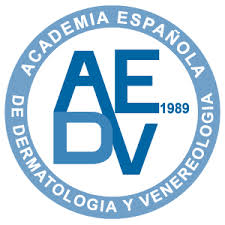 ACADEMIA ESPAÑOLA
DE DERMATOLOGIA Y VENEREOLOGIA
AE
1989
DV